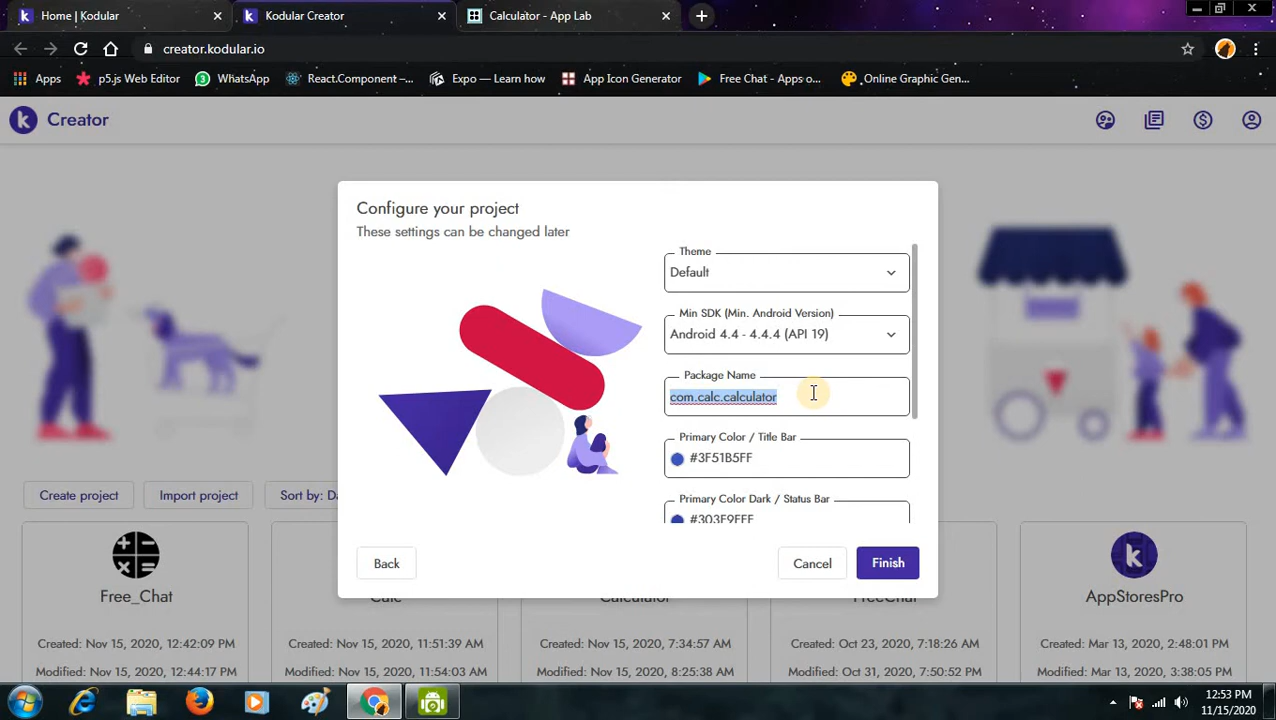 Home | Kodular
Kodular Creator
Calculator - App Lab
creator.kodular.io
Apps
p5.js Web Editor
3
WhatsApp
React.Component –...
Expo — Learn how
App Icon Generator
Free Chat - Apps o...
Online Graphic Gen...
k Creator
Configure your project
These settings can be changed later
Theme
Default
Min SDK (Min. Android Version)
Android 4.4 - 4.4.4 (API 19)
Package Name
com.calc.calculator
Primary Color / Title Bar
#3F51B5FF
Primary Color Dark / Status Bar
#303F9FFF
Create project
Import project
Sort by: Da
Back
Cancel
Finish
Free_Chat
Calc
Calculator
FreeChat
AppStoresPro
Created: Nov 15, 2020, 12:42:09 PM
Created: Nov 15, 2020, 11:51:39 AM
Created: Nov 15, 2020, 7:34:57 AM
Created: Oct 23, 2020, 7:18:26 AM
Created: Mar 13, 2020, 2:48:01 PM
Modified: Nov 15, 2020, 12:44:17 PM
Modified: Nov 15, 2020, 11:54:03 AM
Modified: Nov 15, 2020, 8:25:38 AM
Modified: Oct 31, 2020, 7:50:52 PM
Modified: Mar 13, 2020, 3:38:05 PM
12:53 PM
11/15/2020